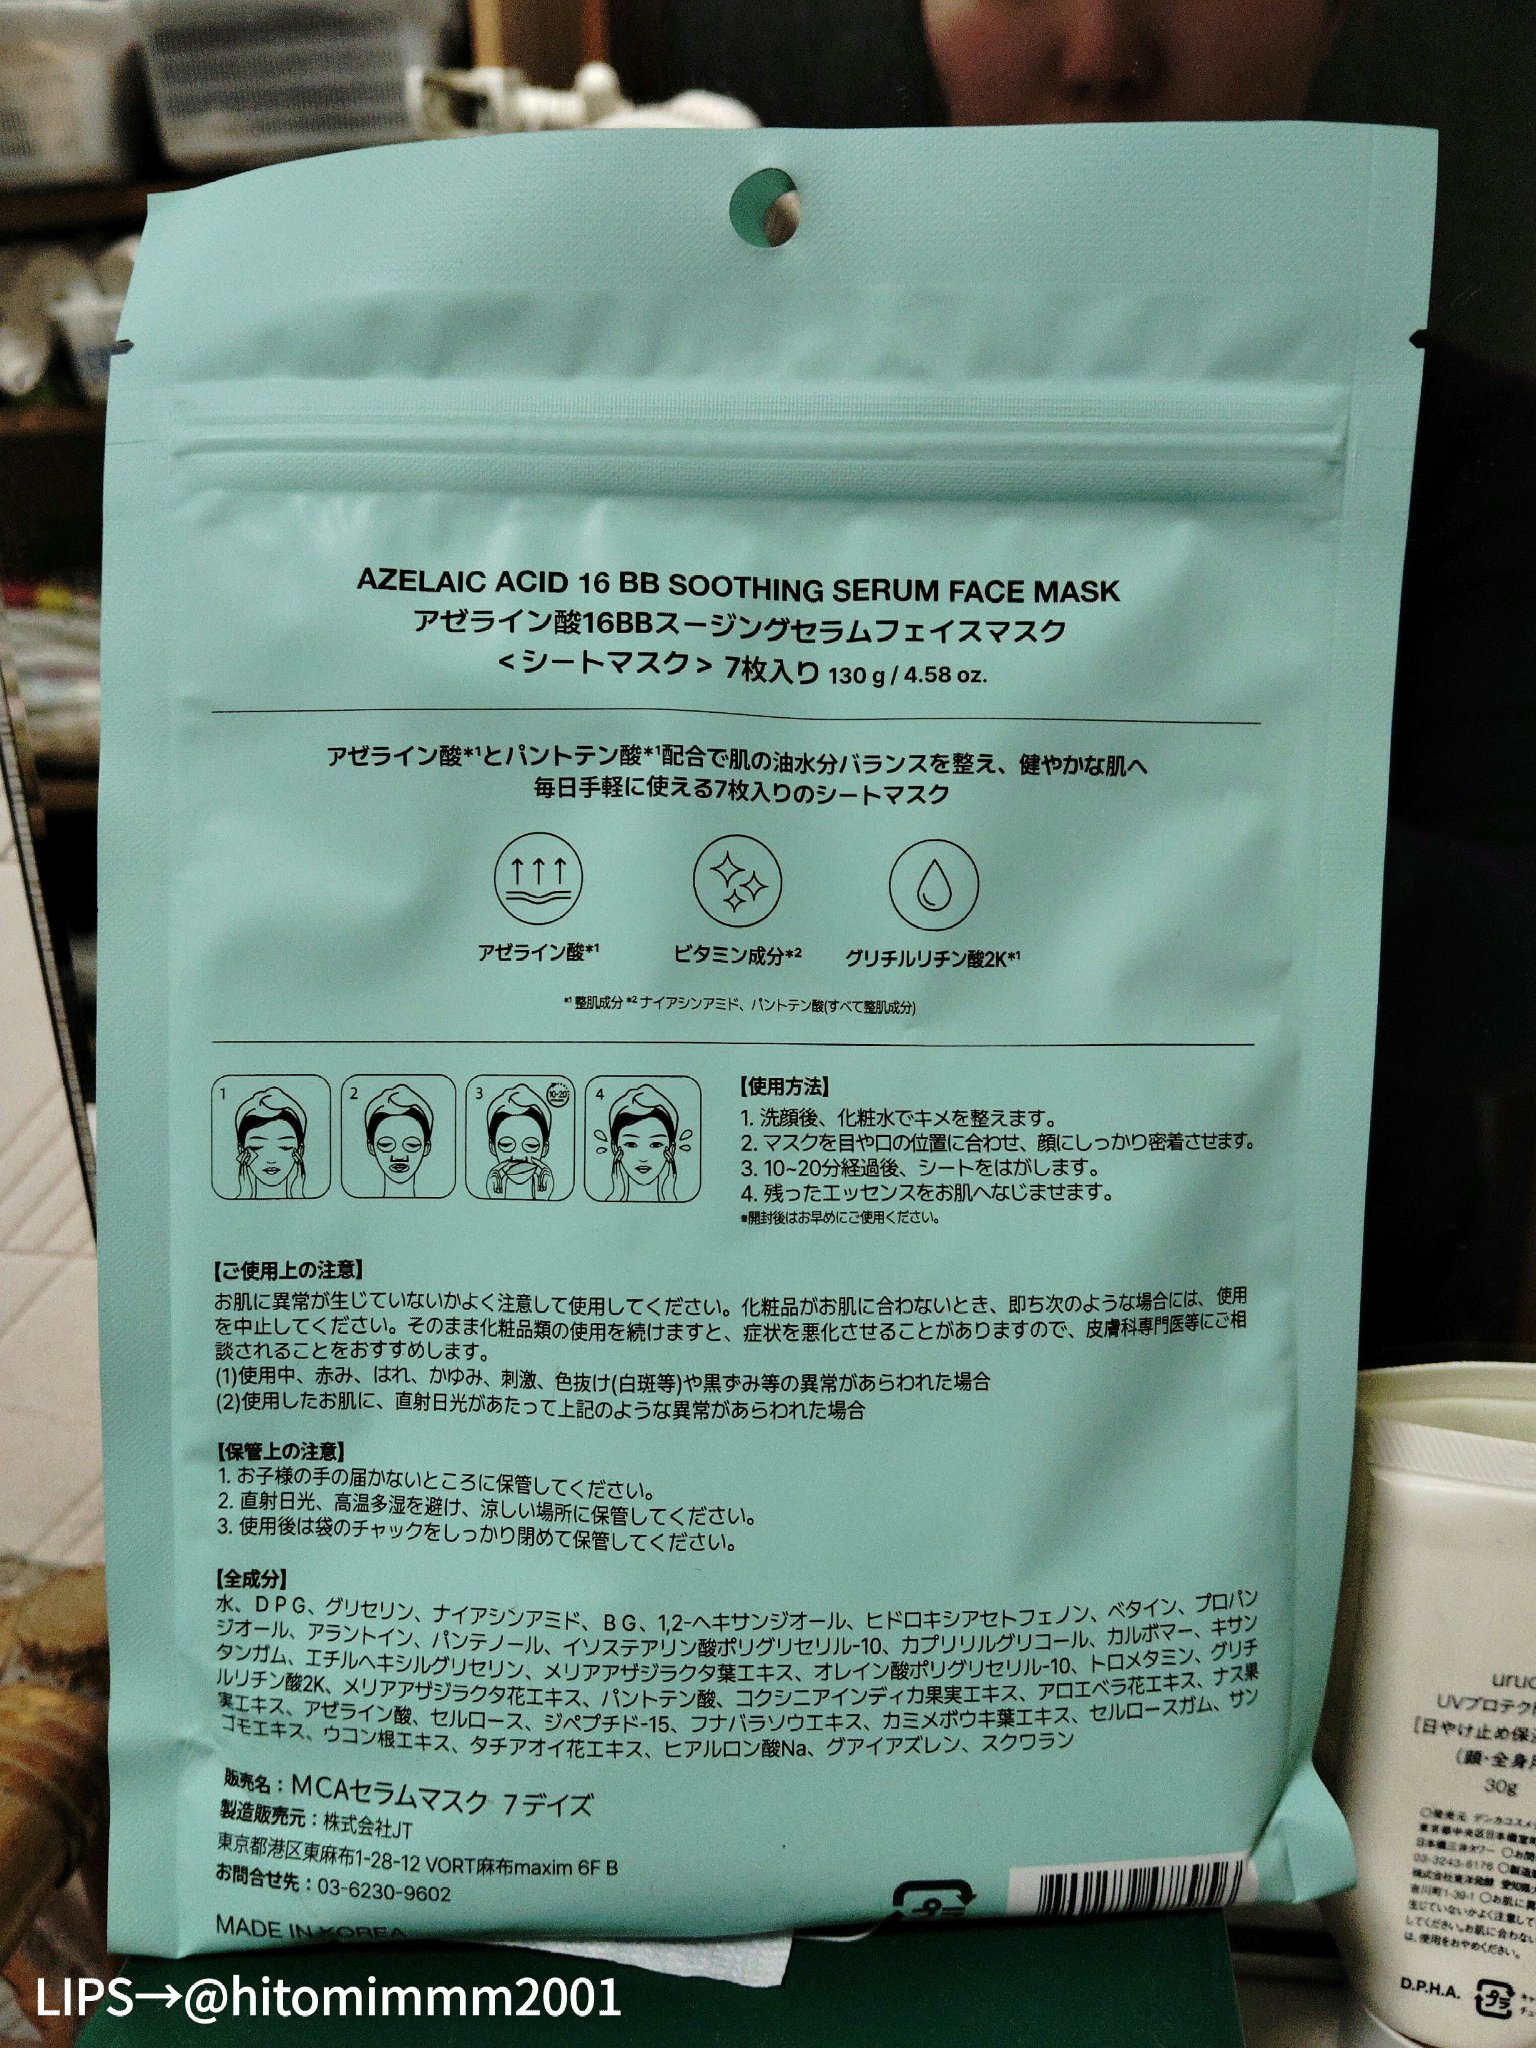 AZELAIC ACID 16 BB SOOTHING SERUM FACE MASK
アゼライン酸16BBスージングセラムフェイスマスク
<シートマスク> 7枚入り 130 g / 4.58 oz.
アゼライン酸*1とパントテン酸*1配合で肌の油水分バランスを整え、健やかな肌へ
毎日手軽に使える7枚入りのシートマスク
アゼライン酸*1 ビタミン成分*2 グリチルリチン酸2K*1
*1 整肌成分 *2 ナイアシンアミド、パントテン酸(すべて整肌成分)
1 2 3 10-20 4
【使用方法】
1. 洗顔後、化粧水でキメを整えます。
2. マスクを目や口の位置に合わせ、顔にしっかり密着させます。
3. 10~20分経過後、シートをはがします。
4. 残ったエッセンスをお肌へなじませます。
*開封後はお早めにご使用ください。
【ご使用上の注意】
お肌に異常が生じていないかよく注意して使用してください。化粧品がお肌に合わないとき、即ち次のような場合には、使用
を中止してください。そのまま化粧品類の使用を続けますと、症状を悪化させることがありますので、皮膚科専門医等にご相
談されることをおすすめします。
(1)使用中、赤み、はれ、かゆみ、刺激、色抜け(白斑等)や黒ずみ等の異常があらわれた場合
(2)使用したお肌に、直射日光があたって上記のような異常があらわれた場合
【保管上の注意】
1. お子様の手の届かないところに保管してください。
2. 直射日光、高温多湿を避け、涼しい場所に保管してください。
3. 使用後は袋のチャックをしっかり閉めて保管してください。
【全成分】
水、DPG、グリセリン、ナイアシンアミド、BG、1,2-ヘキサンジオール、ヒドロキシアセトフェノン、ベタイン、プロパン
ジオール、アラントイン、パンテノール、イソステアリン酸ポリグリセリル-10、カプリリルグリコール、カルボマー、キサン
タンガム、エチルヘキシルグリセリン、メリアアザジラクタ葉エキス、オレイン酸ポリグリセリル-10、トロメタミン、グリチ
ルリチン酸2K、メリアアザジラクタ花エキス、パントテン酸、コクシニアインディカ果実エキス、アロエベラ花エキス、ナス果
実エキス、アゼライン酸、セルロース、ジペプチド-15、フナバラソウエキス、カミメボウキ葉エキス、セルロースガム、サン
ゴモエキス、ウコン根エキス、タチアオイ花エキス、ヒアルロン酸Na、グアイアズレン、スクワラン
販売名：MCAセラムマスク 7デイズ
製造販売元：株式会社JT
東京都港区東麻布1-28-12 VORT麻布maxim 6F B
お問合せ先：03-6230-9602
MADE IN KOREA
プラ
UVプロテク
[日やけ止め
30g
03-3243-6176
は、使用をおやめください。
D.P.H.A.
プラ
LIPS→@hitomimmmm2001